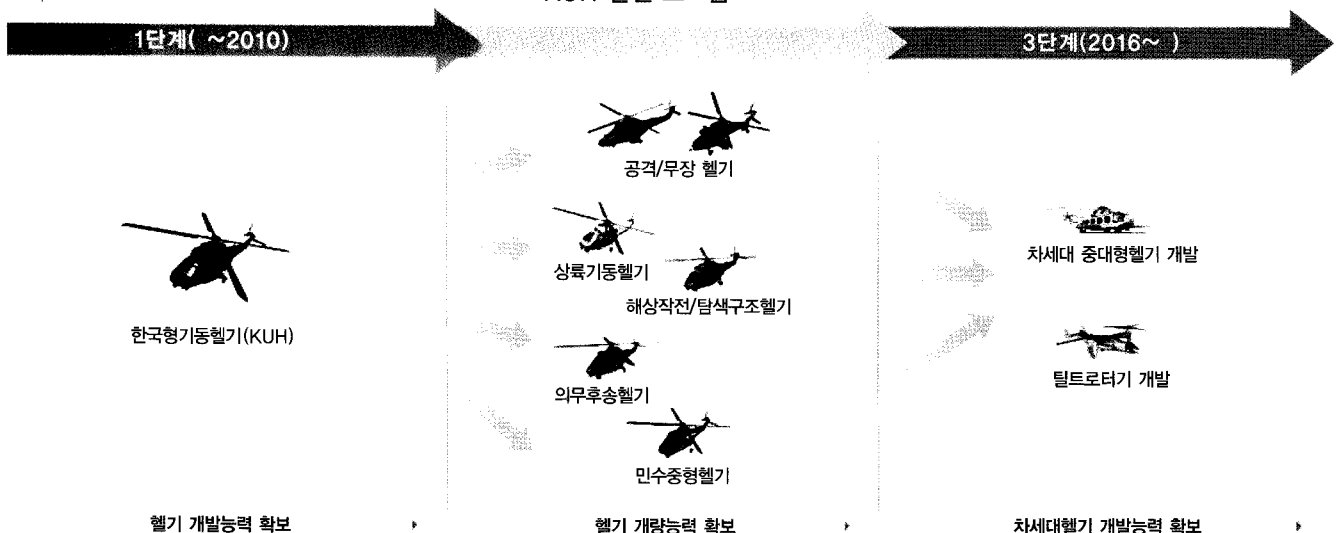 1단계( ~2010)
3단계(2016~ )
공격/무장 헬기
상륙기동헬기
해상작전/탐색구조헬기
한국형기동헬기(KUH)
의무후송헬기
민수중형헬기
차세대 중대형헬기 개발
틸트로터기 개발
헬기 개발능력 확보
헬기 개량능력 확보
차세대헬기 개발능력 확보